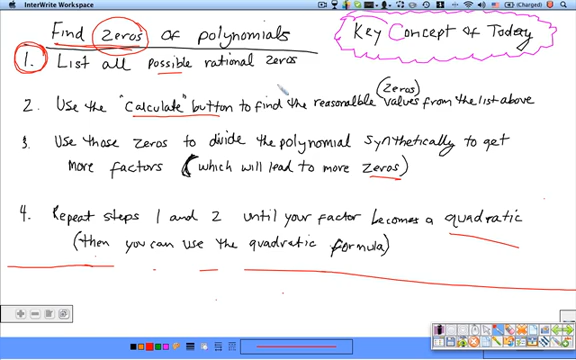 InterWrite Workspace
(Charged)
Find zeros of polynomials
Key Concept of Today
1. List all possible rational zeros
(zeros)
2. Use the "Calculate" button to find the reasonalble values from the list above
3. Use those zeros to divide the polynomial synthetically to get
more factors (which will lead to more zeros)
4. Repeat steps 1 and 2 until your factor becomes a quadratic
(then you can use the quadratic formula)